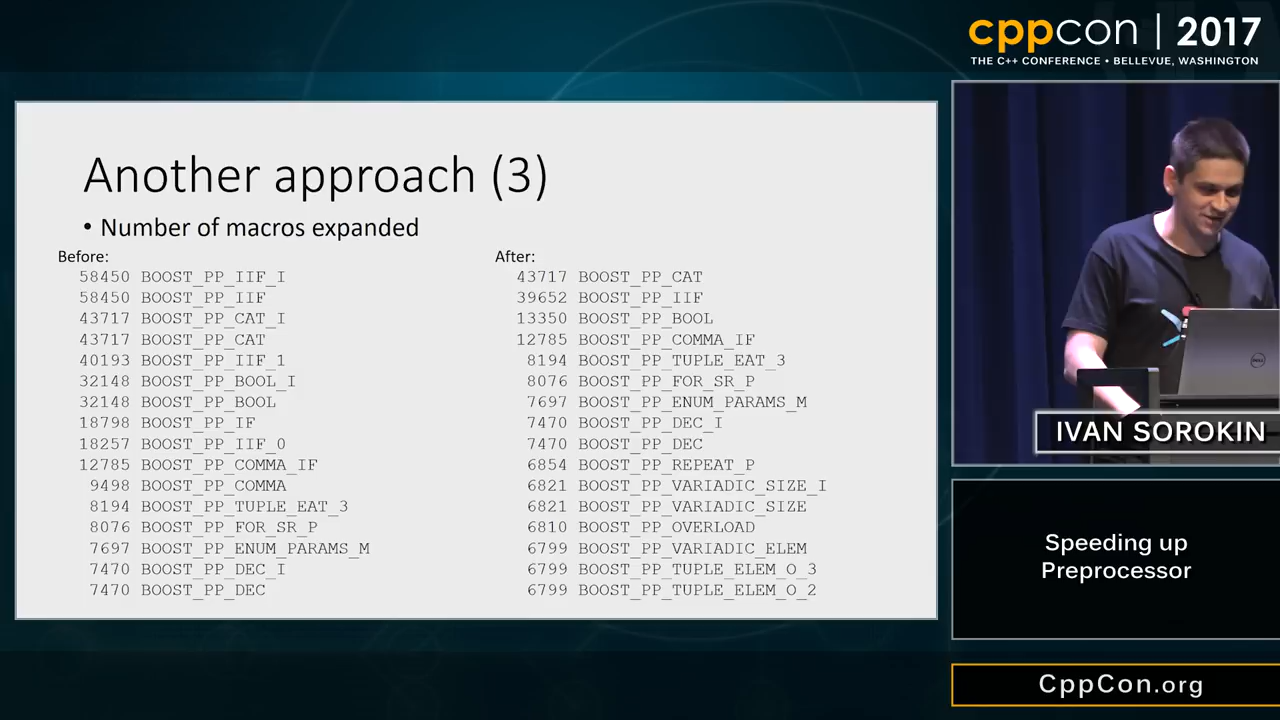 cppcon | 2017
THE C++ CONFERENCE • BELLEVUE, WASHINGTON
Another approach (3)
• Number of macros expanded
Before:
58450 BOOST_PP_IIF_I
58450 BOOST_PP_IIF
43717 BOOST_PP_CAT_I
43717 BOOST_PP_CAT
40193 BOOST_PP_IIF_1
32148 BOOST_PP_BOOL_I
32148 BOOST_PP_BOOL
18798 BOOST_PP_IF
18257 BOOST_PP_IIF_0
12785 BOOST_PP_COMMA_IF
9498 BOOST_PP_COMMA
8194 BOOST_PP_TUPLE_EAT_3
8076 BOOST_PP_FOR_SR_P
7697 BOOST_PP_ENUM_PARAMS_M
7470 BOOST_PP_DEC_I
7470 BOOST_PP_DEC
After:
43717 BOOST_PP_CAT
39652 BOOST_PP_IIF
13350 BOOST_PP_BOOL
12785 BOOST_PP_COMMA_IF
8194 BOOST_PP_TUPLE_EAT_3
8076 BOOST_PP_FOR_SR_P
7697 BOOST_PP_ENUM_PARAMS_M
7470 BOOST_PP_DEC_I
7470 BOOST_PP_DEC
6854 BOOST_PP_REPEAT_P
6821 BOOST_PP_VARIADIC_SIZE_I
6821 BOOST_PP_VARIADIC_SIZE
6810 BOOST_PP_OVERLOAD
6799 BOOST_PP_VARIADIC_ELEM
6799 BOOST_PP_TUPLE_ELEM_O_3
6799 BOOST_PP_TUPLE_ELEM_O_2
DELL
IVAN SOROKIN
Speeding up
Preprocessor
CppCon.org